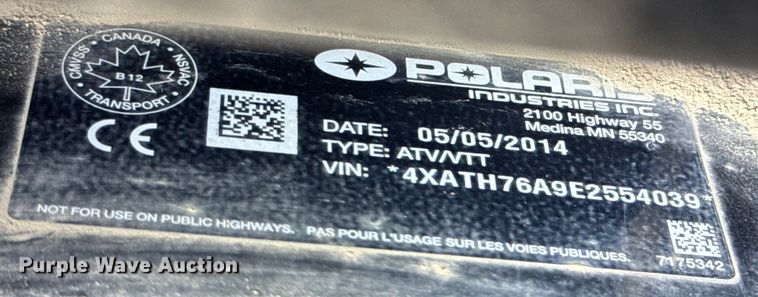 CANADA
CMVSS NSVAC
B 12
TRANSPORT
CE
POLARIS
INDUSTRIES INC.
2100 Highway 55
Medina MN 55340
DATE: 05/05/2014
TYPE: ATV/VTT
VIN: *4XATH76A9E2554039*
NOT FOR USE ON PUBLIC HIGHWAYS. PAS POUR L'USAGE SUR LES VOIES PUBLIQUES.
7175342
Purple Wave Auction